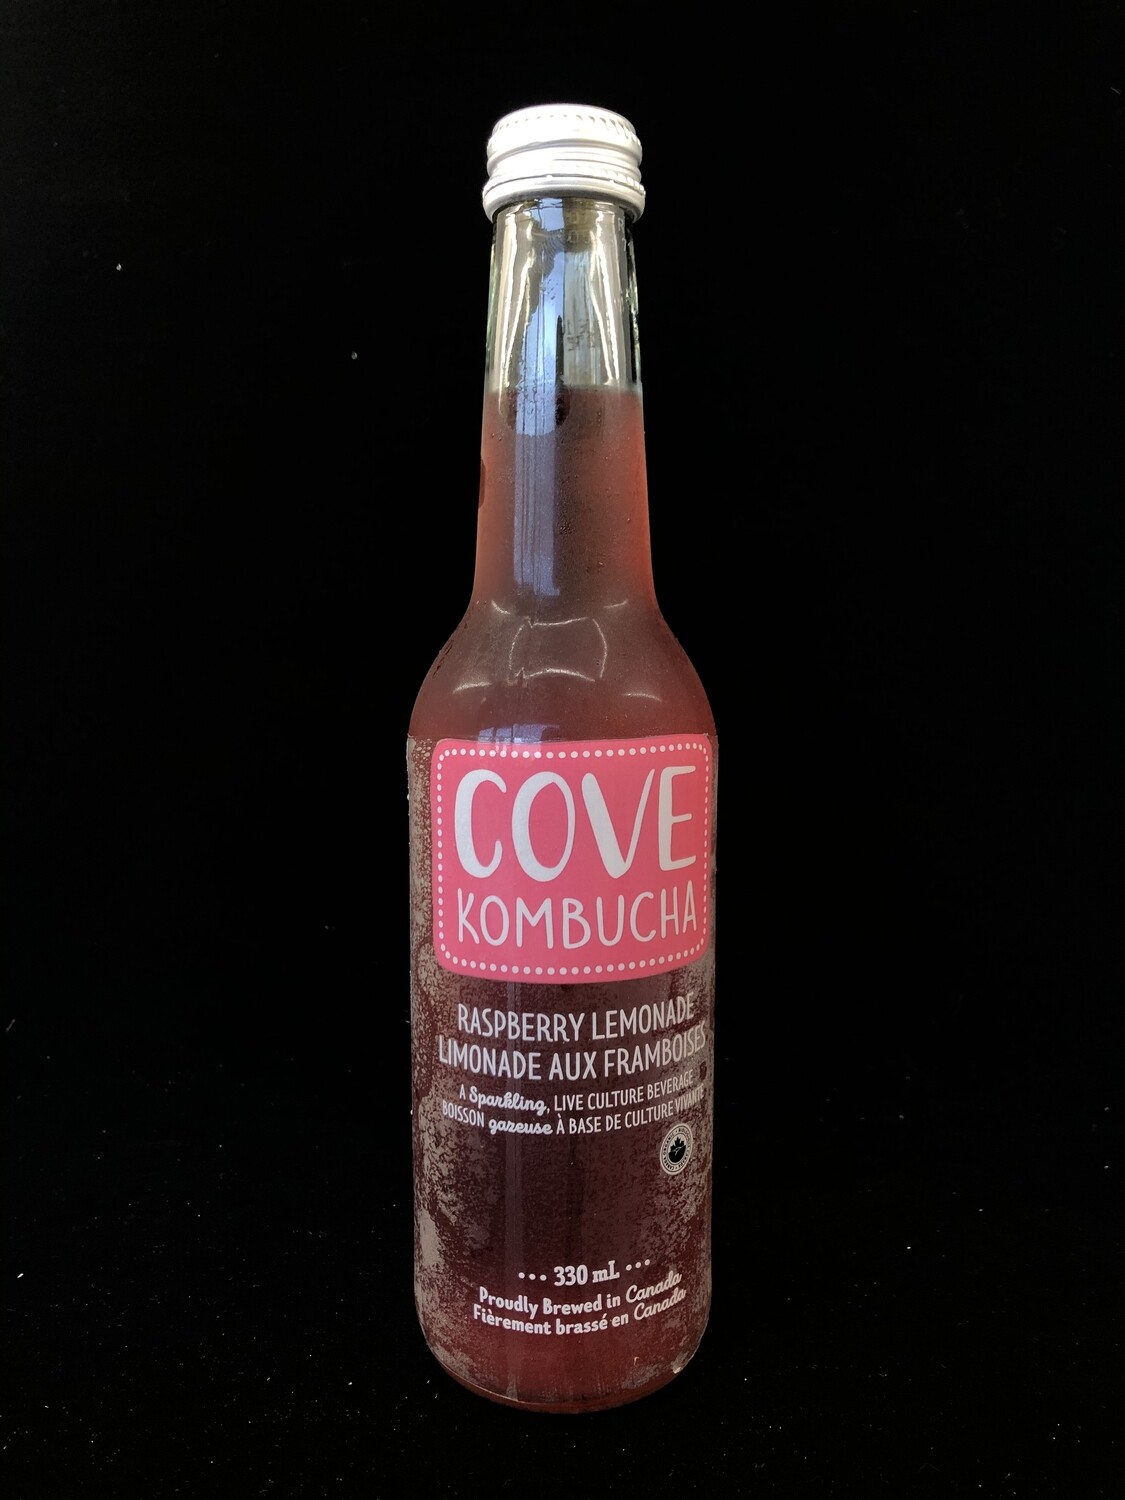 COVE
KOMBUCHA
RASPBERRY LEMONADE
LIMONADE AUX FRAMBOISES
A Sparkling, LIVE CULTURE BEVERAGE
BOISSON gazeuse À BASE DE CULTURE VIVANTE
••• 330 mL •••
Proudly Brewed in Canada
Fièrement brassé en Canada